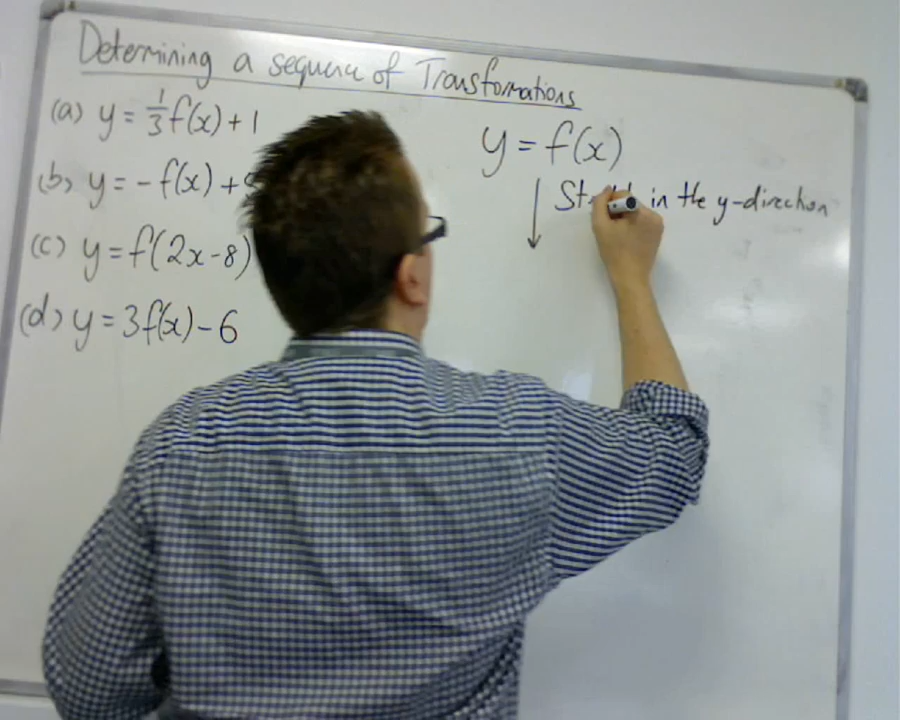 Determining a sequence of Transformations
(a) y = 1/3 f(x) + 1
(b) y = -f(x) +
(c) y = f(2x-8)
(d) y = 3f(x) - 6
y = f(x)
in the y-direction